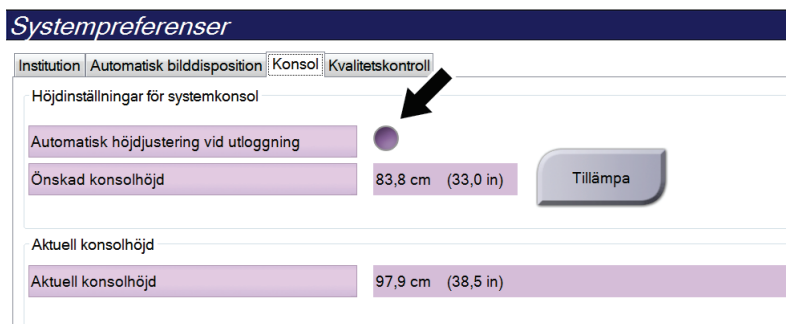 Systempreferenser
Institution Automatisk bilddisposition Konsol Kvalitetskontroll
Höjdinställningar för systemkonsol
Automatisk höjdjustering vid utloggning
Önskad konsolhöjd 83,8 cm (33,0 in) Tillämpa
Aktuell konsolhöjd
Aktuell konsolhöjd 97,9 cm (38,5 in)